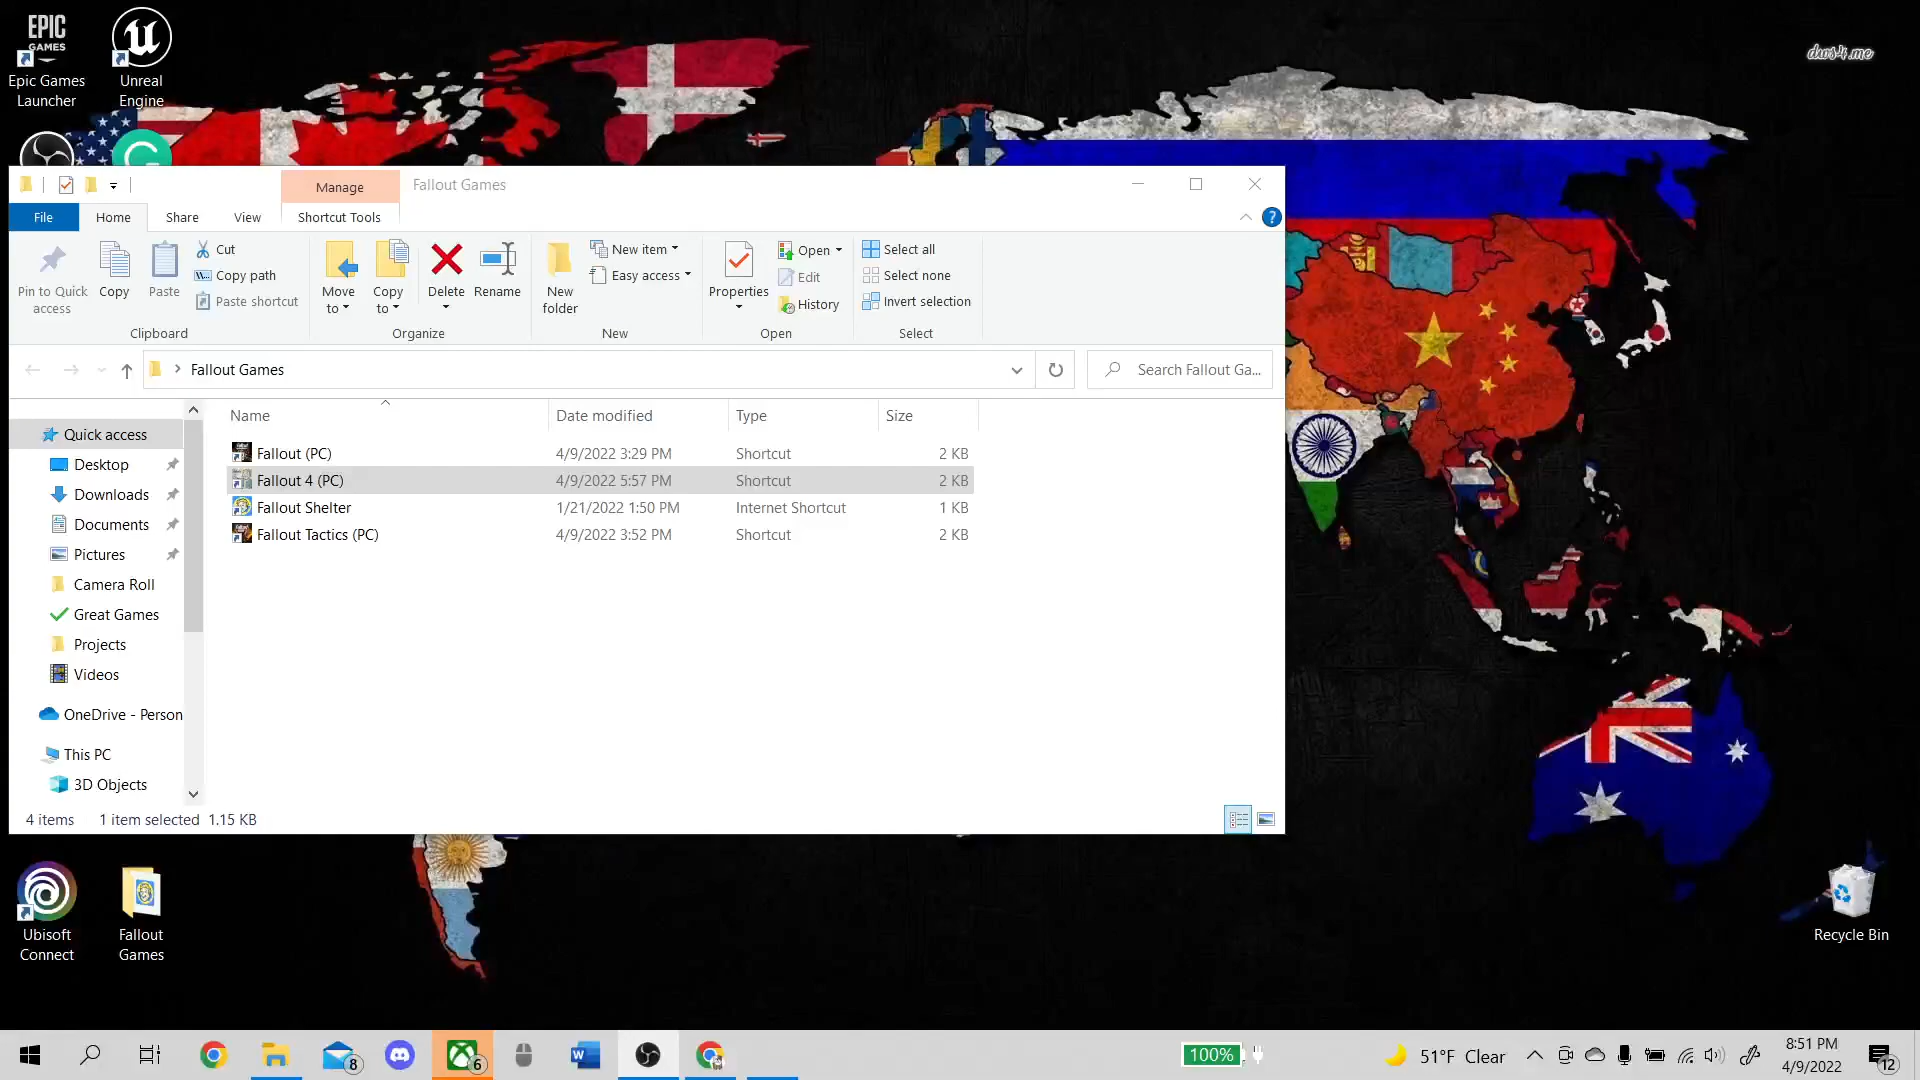 EPIC
GAMES
Epic Games
Launcher
Unreal
Engine
dws4.me
Manage
Fallout Games
File
Home
Share
View
Shortcut Tools
?
Pin to Quick
access
Copy
Paste
Cut
Copy path
Paste shortcut
Move
to
Copy
to
Delete
Rename
New
folder
New item
Easy access
Properties
Open
Edit
History
Select all
Select none
Invert selection
Clipboard
Organize
New
Open
Select
Fallout Games
Search Fallout Ga...
Name
Date modified
Type
Size
Fallout (PC) 4/9/2022 3:29 PM Shortcut 2 KB
Fallout 4 (PC) 4/9/2022 5:57 PM Shortcut 2 KB
Fallout Shelter 1/21/2022 1:50 PM Internet Shortcut 1 KB
Fallout Tactics (PC) 4/9/2022 3:52 PM Shortcut 2 KB
Quick access
Desktop
Downloads
Documents
Pictures
Camera Roll
Great Games
Projects
Videos
OneDrive - Person
This PC
3D Objects
4 items 1 item selected 1.15 KB
Ubisoft
Connect
Fallout
Games
Recycle Bin
8
6
W
100%
51°F Clear
8:51 PM
4/9/2022
12